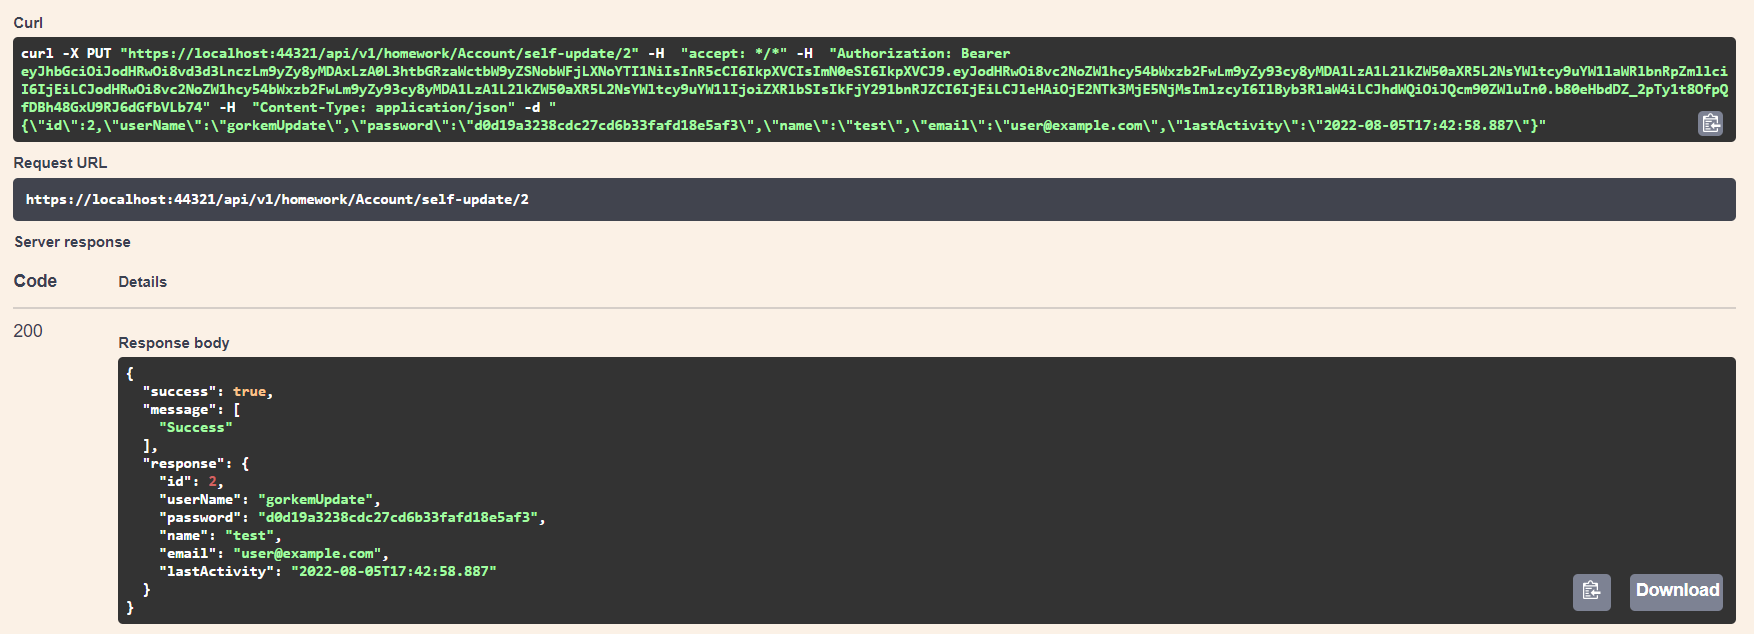 Curl
curl -X PUT "https://localhost:44321/api/v1/homework/Account/self-update/2" -H  "accept: */*" -H  "Authorization: Bearer
eyJhbGciOiJodHRwOi8vd3d3LnczLm9yZy8yMDAxLzA0L3htbGRzaWctbW9yZSNobWFjLXNoYTI1NiIsInR5cCI6IkpXVCIsImN0eSI6IkpXVCJ9.eyJodHRwOi8vc2NoZW1hcy54bWxzb2FwLm9yZy93cy8yMDA1LzA1L2lkZW50aXR5L2NsYWltcy9uYW1laWRlbnRpZmllci
I6IjEiLCJodHRwOi8vc2NoZW1hcy54bWxzb2FwLm9yZy93cy8yMDA1LzA1L2lkZW50aXR5L2NsYWltcy9uYW1lIjoiZXRlbSIsIkFjY291bnRJZCI6IjEiLCJleHAiOjE2NTk3MjE5NjMsImlzcyI6IlByb3RlaW4iLCJhdWQiOiJQcm90ZWluIn0.b80eHbdDZ_2pTy1t8OfpQ
fDBh48GxU9RJ6dGfbVLb74" -H  "Content-Type: application/json" -d "
{\"id\":2,\"userName\":\"gorkemUpdate\",\"password\":\"d0d19a3238cdc27cd6b33fafd18e5af3\",\"name\":\"test\",\"email\":\"user@example.com\",\"lastActivity\":\"2022-08-05T17:42:58.887\"}"
Request URL
https://localhost:44321/api/v1/homework/Account/self-update/2
Server response
Code Details
200
Response body
{
  "success": true,
  "message": [
    "Success"
  ],
  "response": {
    "id": 2,
    "userName": "gorkemUpdate",
    "password": "d0d19a3238cdc27cd6b33fafd18e5af3",
    "name": "test",
    "email": "user@example.com",
    "lastActivity": "2022-08-05T17:42:58.887"
  }
}
Download